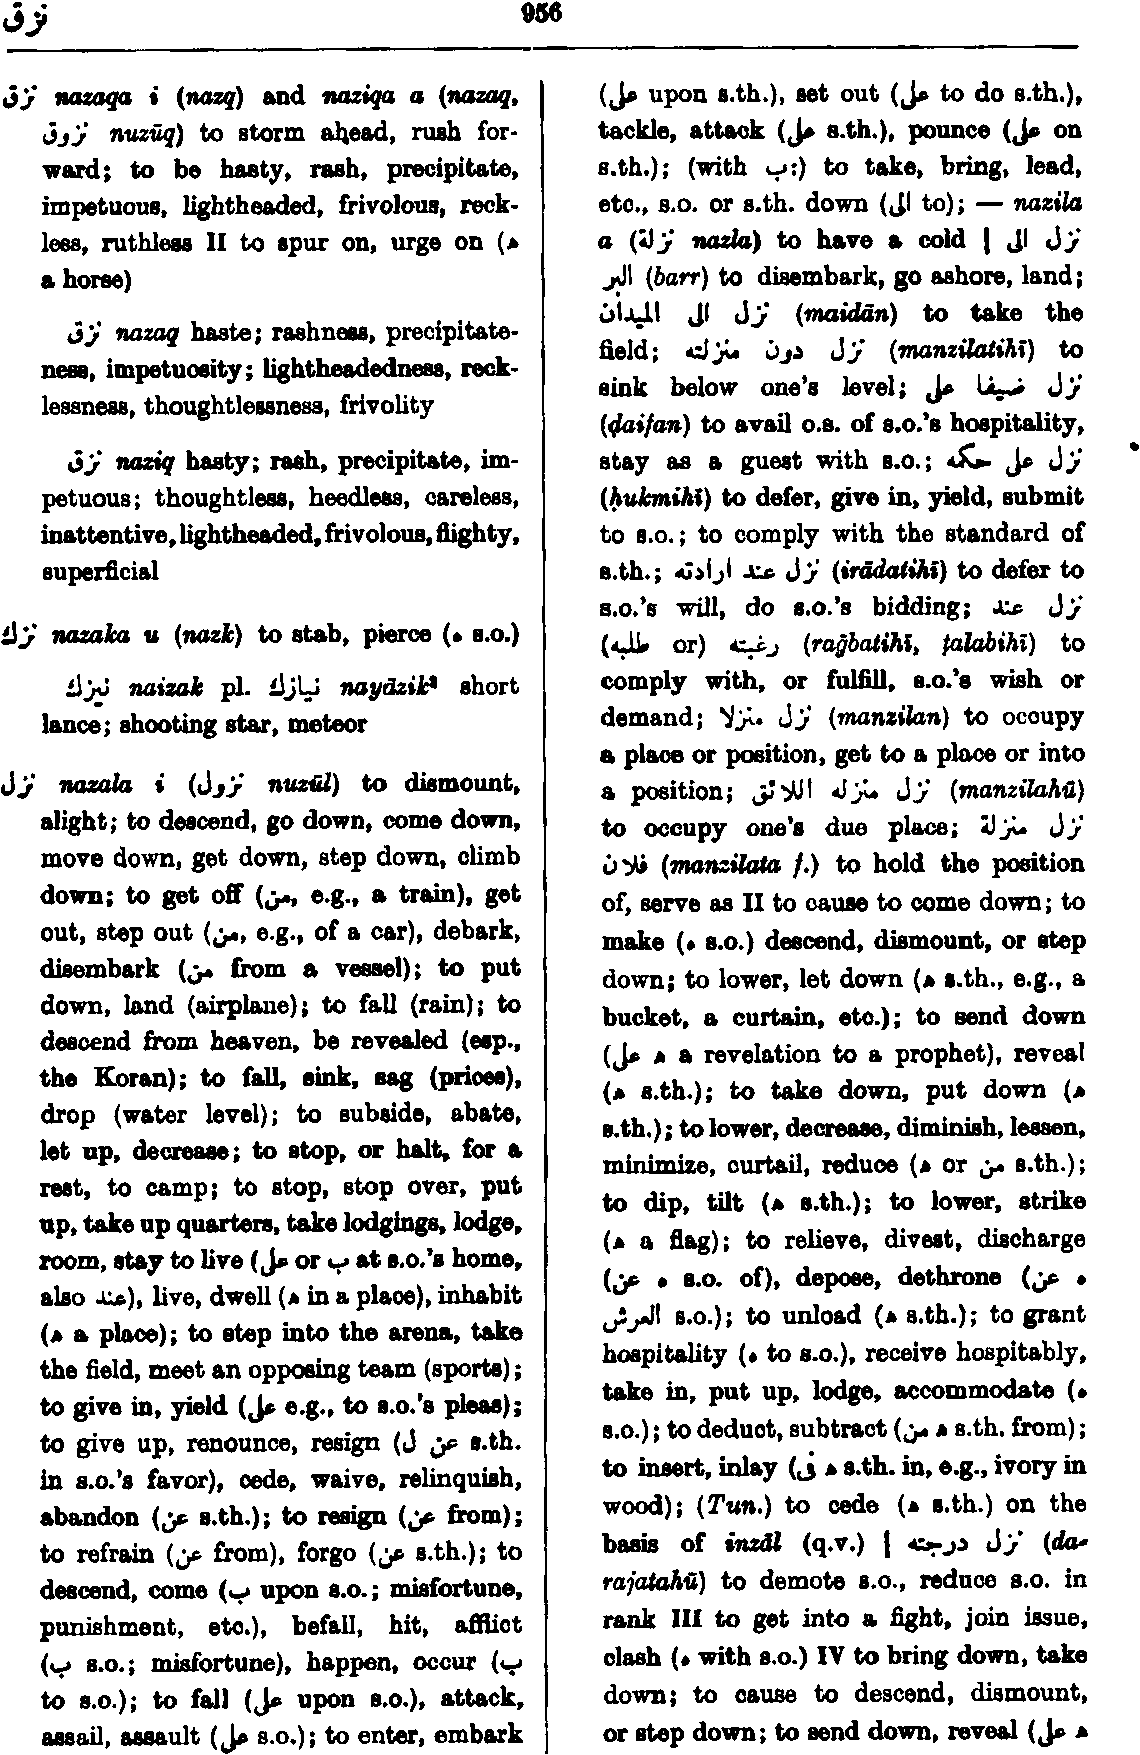 نزق
956
نزق nazaqa i (nazq) and naziqa a (nazaq,
نزوق nuzūq) to storm ahead, rush for-
ward; to be hasty, rash, precipitate,
impetuous, lightheaded, frivolous, reck-
less, ruthless II to spur on, urge on (ه
a horse)
نزق nazaq haste; rashness, precipitate-
ness, impetuosity; lightheadedness, reck-
lessness, thoughtlessness, frivolity
نزق naziq hasty; rash, precipitate, im-
petuous; thoughtless, heedless, careless,
inattentive, lightheaded, frivolous, flighty,
superficial
نزك nazaka u (nazk) to stab, pierce (ه s.o.)
نيزك naizak pl. نيازك nayāzik² short
lance; shooting star, meteor
نزل nazala i (نزول nuzūl) to dismount,
alight; to descend, go down, come down,
move down, get down, step down, climb
down; to get off (من, e.g., a train), get
out, step out (من, e.g., of a car), debark,
disembark (من from a vessel); to put
down, land (airplane); to fall (rain); to
descend from heaven, be revealed (esp.,
the Koran); to fall, sink, sag (prices),
drop (water level); to subside, abate,
let up, decrease; to stop, or halt, for a
rest, to camp; to stop, stop over, put
up, take up quarters, take lodgings, lodge,
room, stay to live (على or ب at s.o.'s home,
also عند), live, dwell (ه in a place), inhabit
(ه a place); to step into the arena, take
the field, meet an opposing team (sports);
to give in, yield (على e.g., to s.o.'s pleas);
to give up, renounce, resign (عن ل s.th.
in s.o.'s favor), cede, waive, relinquish,
abandon (عن s.th.); to resign (عن from);
to refrain (عن from), forgo (عن s.th.); to
descend, come (ب upon s.o.; misfortune,
punishment, etc.), befall, hit, afflict
(ب s.o.; misfortune), happen, occur (ب
to s.o.); to fall (على upon s.o.), attack,
assail, assault (على s.o.); to enter, embark
(على upon s.th.), set out (على to do s.th.),
tackle, attack (على s.th.), pounce (على on
s.th.); (with ب:) to take, bring, lead,
etc., s.o. or s.th. down (الى to); — nazila
a (نزلة nazla) to have a cold | نزل الى
البر (barr) to disembark, go ashore, land;
نزل الى الميدان (maidān) to take the
field; نزل دون منزلته (manzilatihī) to
sink below one's level; نزل ضيفا على
(ḍaifan) to avail o.s. of s.o.'s hospitality,
stay as a guest with s.o.; نزل على حكمه
(ḥukmihī) to defer, give in, yield, submit
to s.o.; to comply with the standard of
s.th.; نزل عند ارادته (irādatihī) to defer to
s.o.'s will, do s.o.'s bidding; نزل عند
رغبته (or طلبه) (raḡbatihī, ṭalabihī) to
comply with, or fulfill, s.o.'s wish or
demand; نزل منزلا (manzilan) to occupy
a place or position, get to a place or into
a position; نزل منزله اللائق (manzilahū)
to occupy one's due place; نزل منزلة
فلان (manzilata f.) to hold the position
of, serve as II to cause to come down; to
make (ه s.o.) descend, dismount, or step
down; to lower, let down (ه s.th., e.g., a
bucket, a curtain, etc.); to send down
(ه على a revelation to a prophet), reveal
(ه s.th.); to take down, put down (ه
s.th.); to lower, decrease, diminish, lessen,
minimize, curtail, reduce (ه or من s.th.);
to dip, tilt (ه s.th.); to lower, strike
(ه a flag); to relieve, divest, discharge
(ه عن s.o. of), depose, dethrone (ه عن
العرش s.o.); to unload (ه s.th.); to grant
hospitality (ه to s.o.), receive hospitably,
take in, put up, lodge, accommodate (ه
s.o.); to deduct, subtract (ه من s.th. from);
to insert, inlay (ه في s.th. in, e.g., ivory in
wood); (Tun.) to cede (ه s.th.) on the
basis of inzāl (q.v.) | نزل درجته (da-
rajatahū) to demote s.o., reduce s.o. in
rank III to get into a fight, join issue,
clash (ه with s.o.) IV to bring down, take
down; to cause to descend, dismount,
or step down; to send down, reveal (ه على